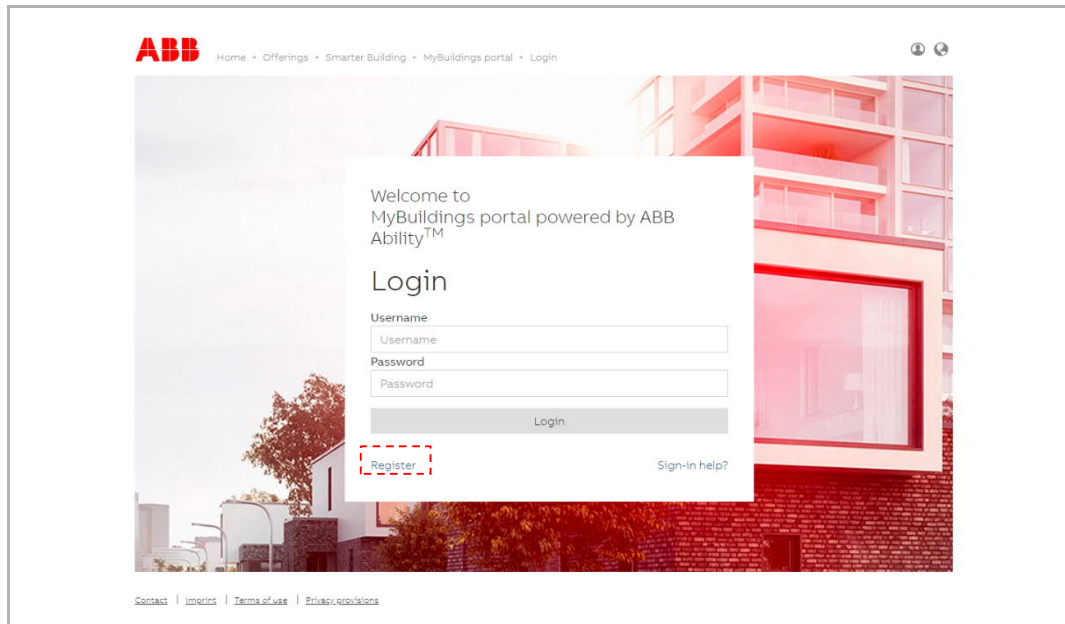 ABB
Home • Offerings • Smarter Building • MyBuildings portal • Login
Welcome to
MyBuildings portal powered by ABB
Ability™
Login
Username
Username
Password
Password
Login
Register
Sign-in help?
Contact | Imprint | Terms of use | Privacy provisions